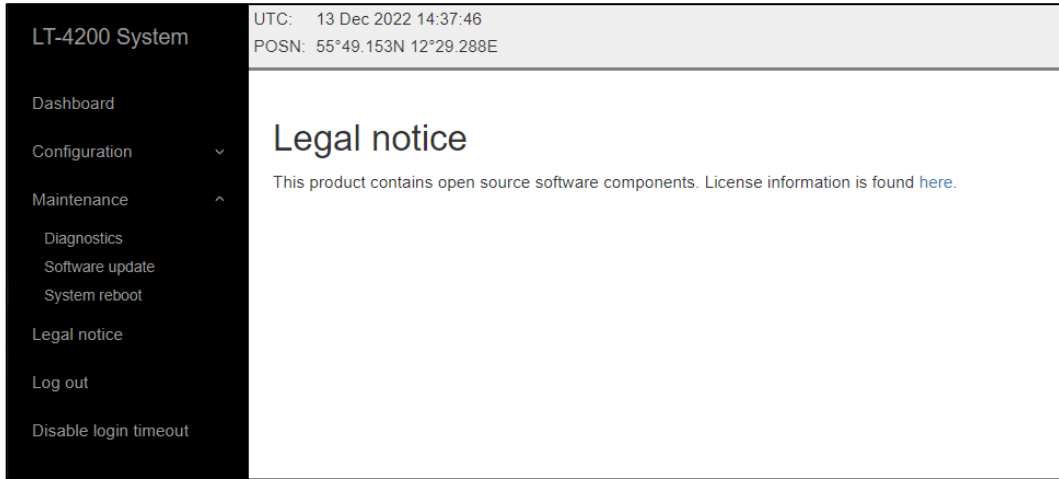 LT-4200 System
UTC: 13 Dec 2022 14:37:46
POSN: 55°49.153N 12°29.288E
Dashboard
Configuration
Maintenance
Diagnostics
Software update
System reboot
Legal notice
Log out
Disable login timeout
Legal notice
This product contains open source software components. License information is found here.